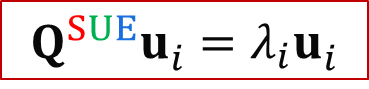 Q^SUE u_i = λ_i u_i